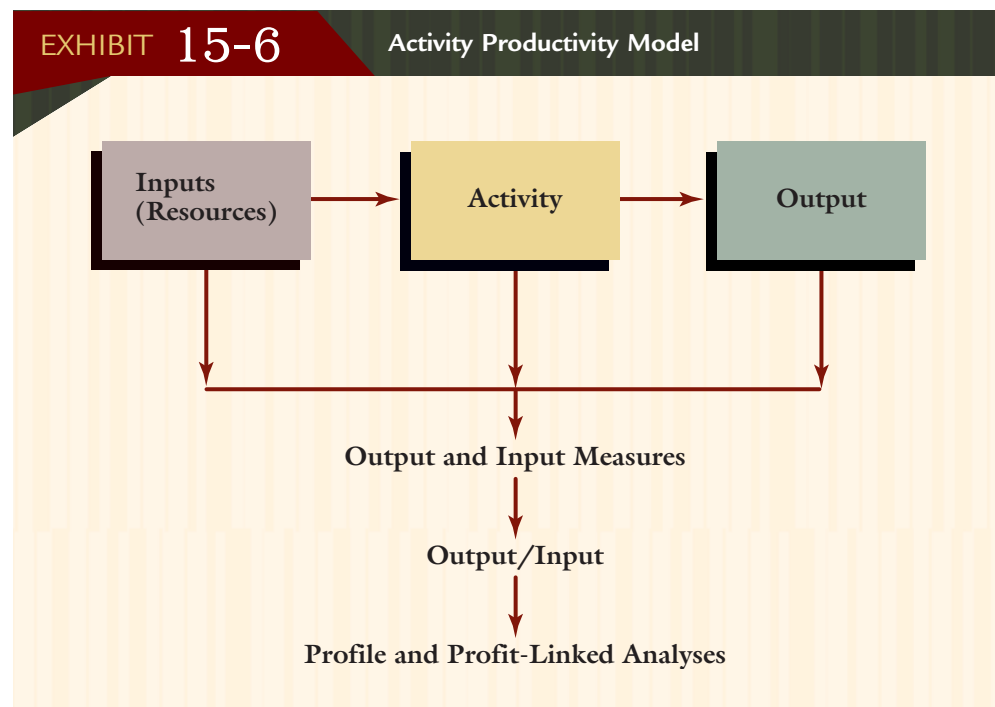 EXHIBIT 15-6
Activity Productivity Model
Inputs
(Resources)
Activity
Output
Output and Input Measures
Output/Input
Profile and Profit-Linked Analyses